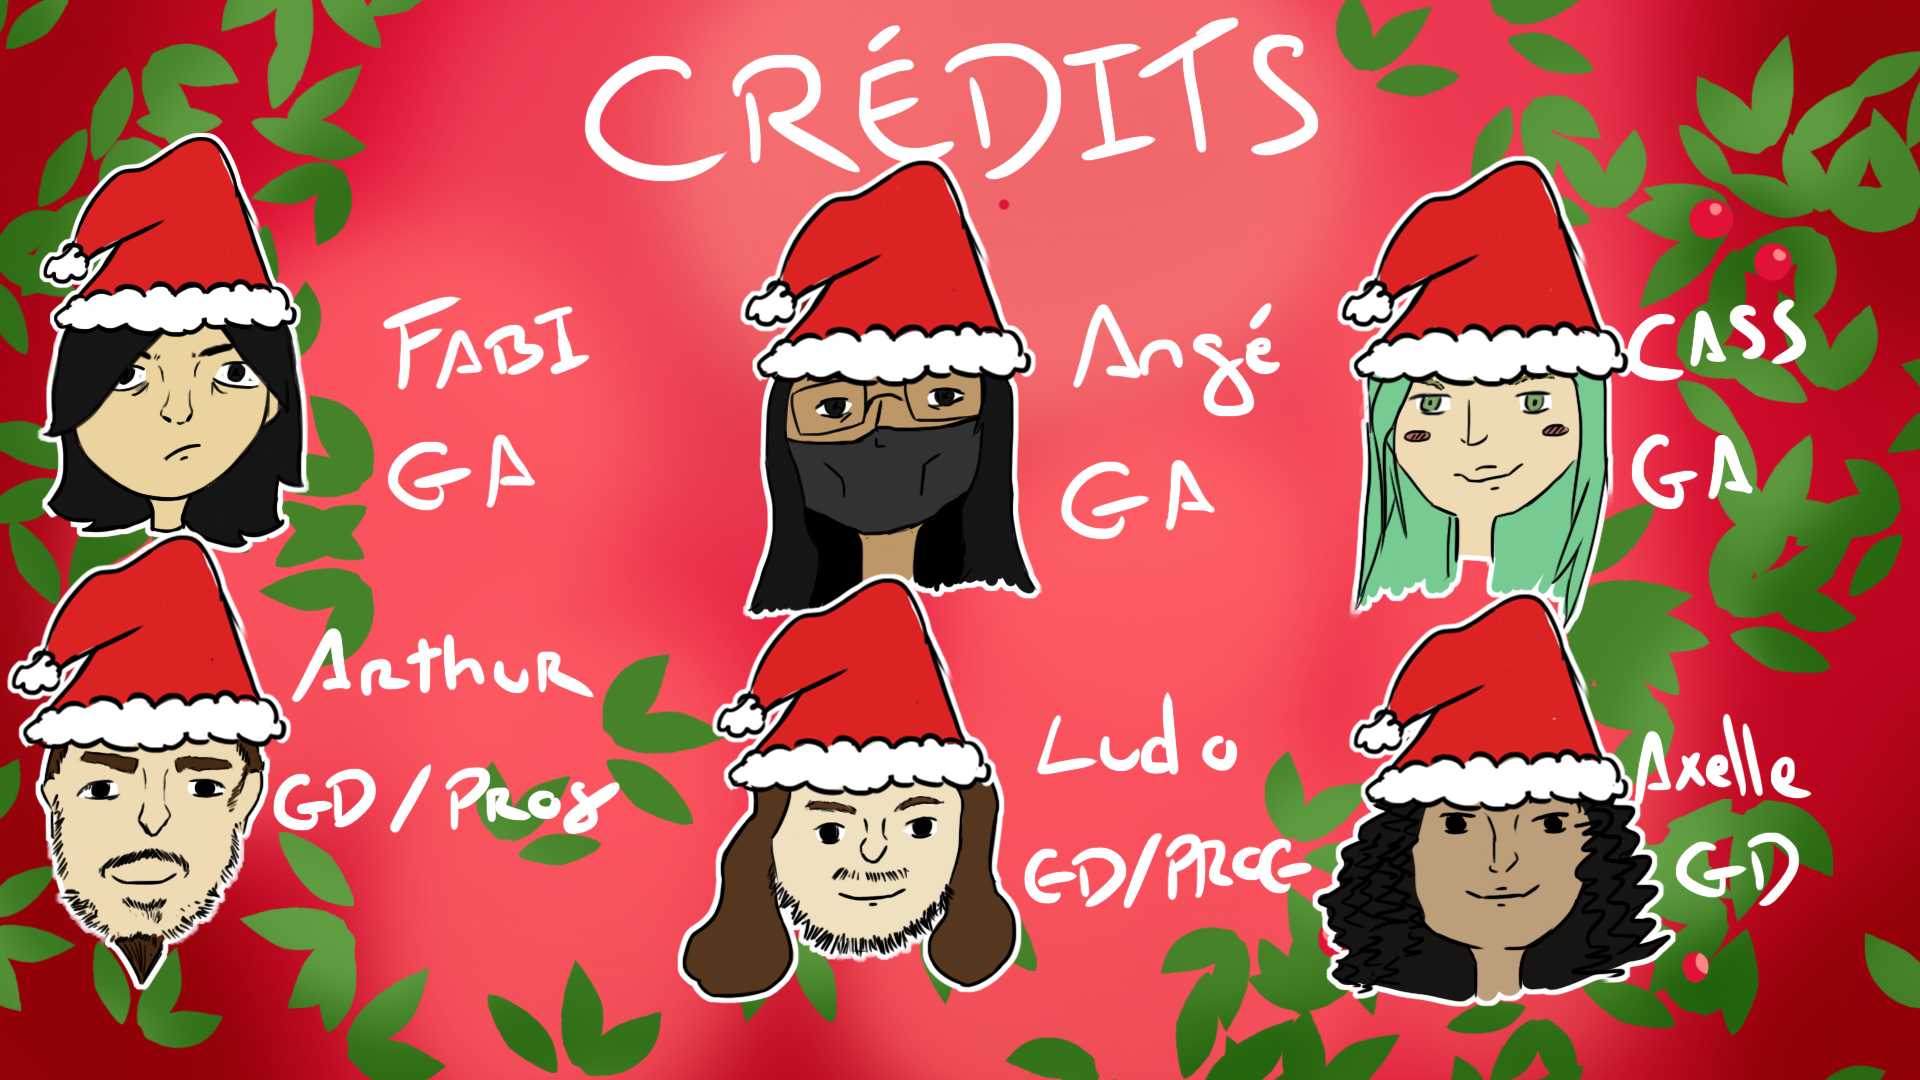 CRÉDITS
FABI
GA
Angé
GA
CASS
GA
Arthur
GD/Prog
Ludo
GD/PROG
Axelle
GD